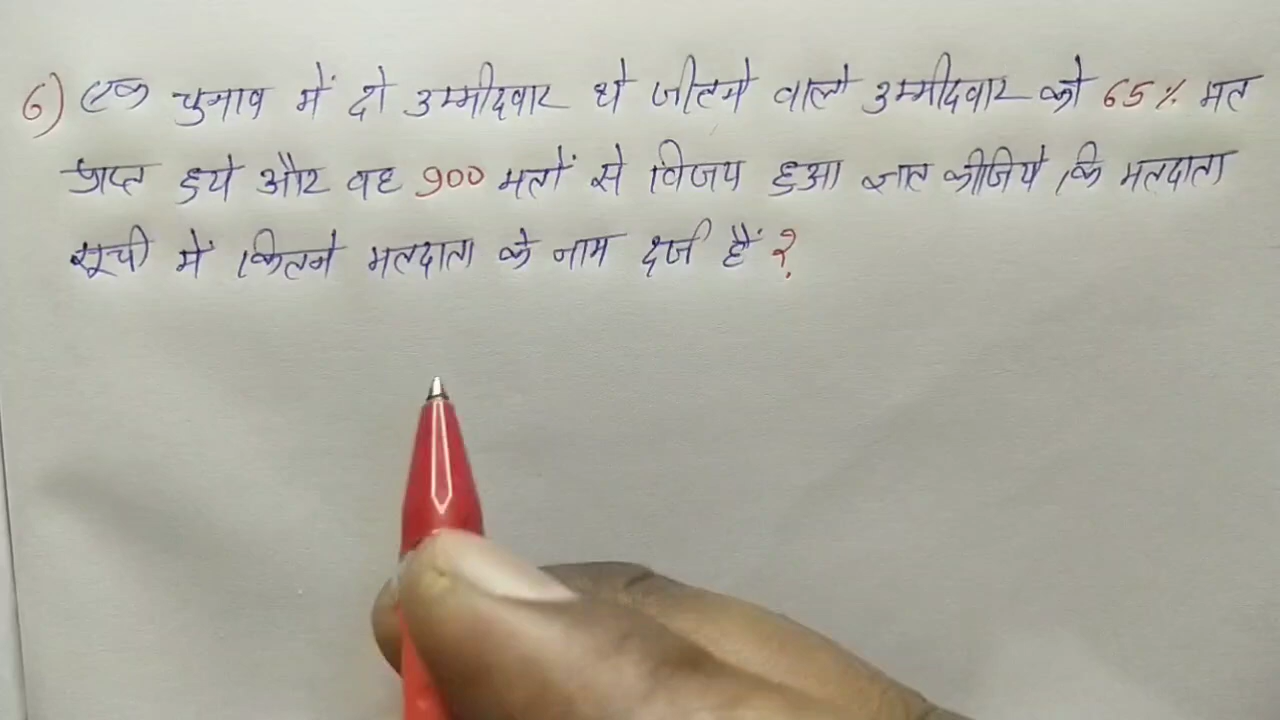 6) एक चुनाव में दो उम्मीदवार थे जीतने वाले उम्मीदवार को 65% मत
प्राप्त हुये और वह 900 मतों से विजय हुआ ज्ञात कीजिये कि मतदाता
सूची में कितने मतदाता के नाम दर्ज हैं ?